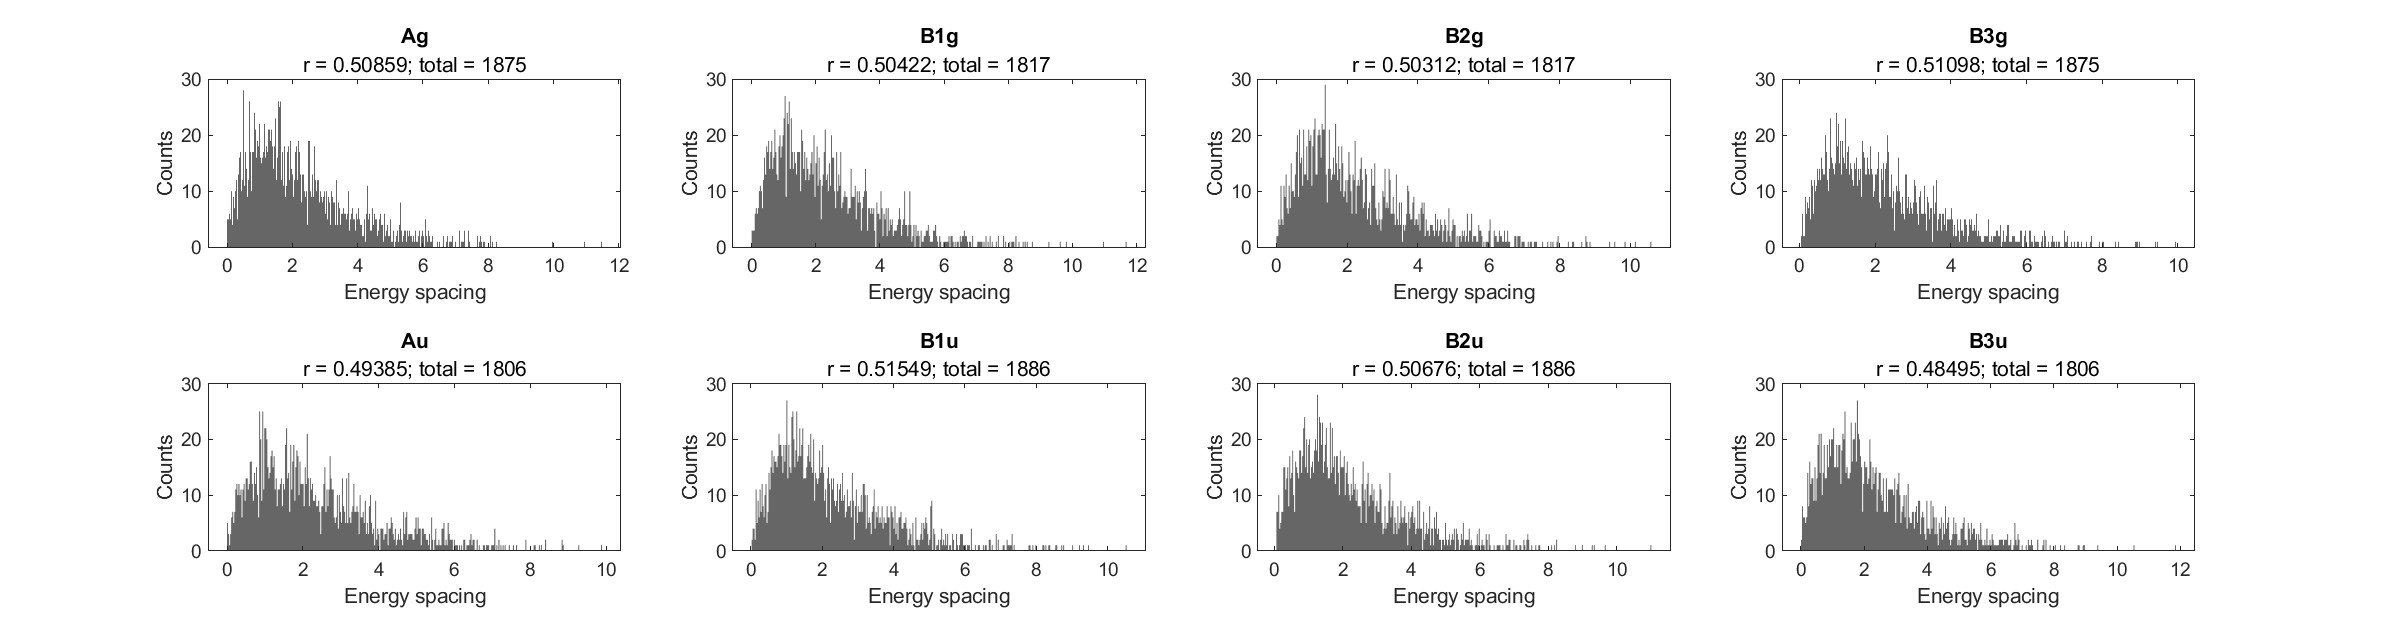 Ag
r = 0.50859; total = 1875
30
20
10
0
Counts
0 2 4 6 8 10 12
Energy spacing
B1g
r = 0.50422; total = 1817
30
20
10
0
Counts
0 2 4 6 8 10 12
Energy spacing
B2g
r = 0.50312; total = 1817
30
20
10
0
Counts
0 2 4 6 8 10
Energy spacing
B3g
r = 0.51098; total = 1875
30
20
10
0
Counts
0 2 4 6 8 10
Energy spacing
Au
r = 0.49385; total = 1806
30
20
10
0
Counts
0 2 4 6 8 10
Energy spacing
B1u
r = 0.51549; total = 1886
30
20
10
0
Counts
0 2 4 6 8 10
Energy spacing
B2u
r = 0.50676; total = 1886
30
20
10
0
Counts
0 2 4 6 8 10
Energy spacing
B3u
r = 0.48495; total = 1806
30
20
10
0
Counts
0 2 4 6 8 10 12
Energy spacing